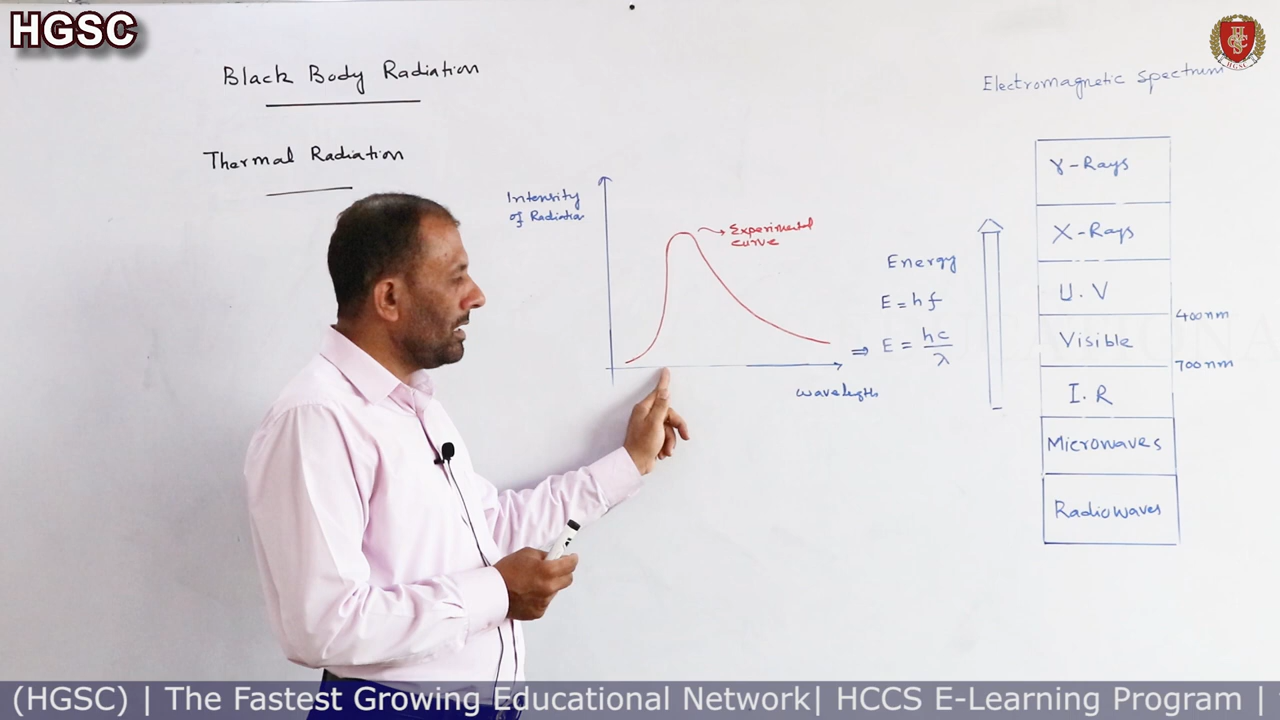 HGSC
Black Body Radiation
Thermal Radiation
Intensity
of Radiation
Experimental
curve
wavelength
Energy
E = hf
⇒ E = hc/λ
Electromagnetic spectrum
γ-Rays
X-Rays
U.V
400nm
Visible
700nm
I.R
Microwaves
Radiowaves
(HGSC) | The Fastest Growing Educational Network| HCCS E-Learning Program |